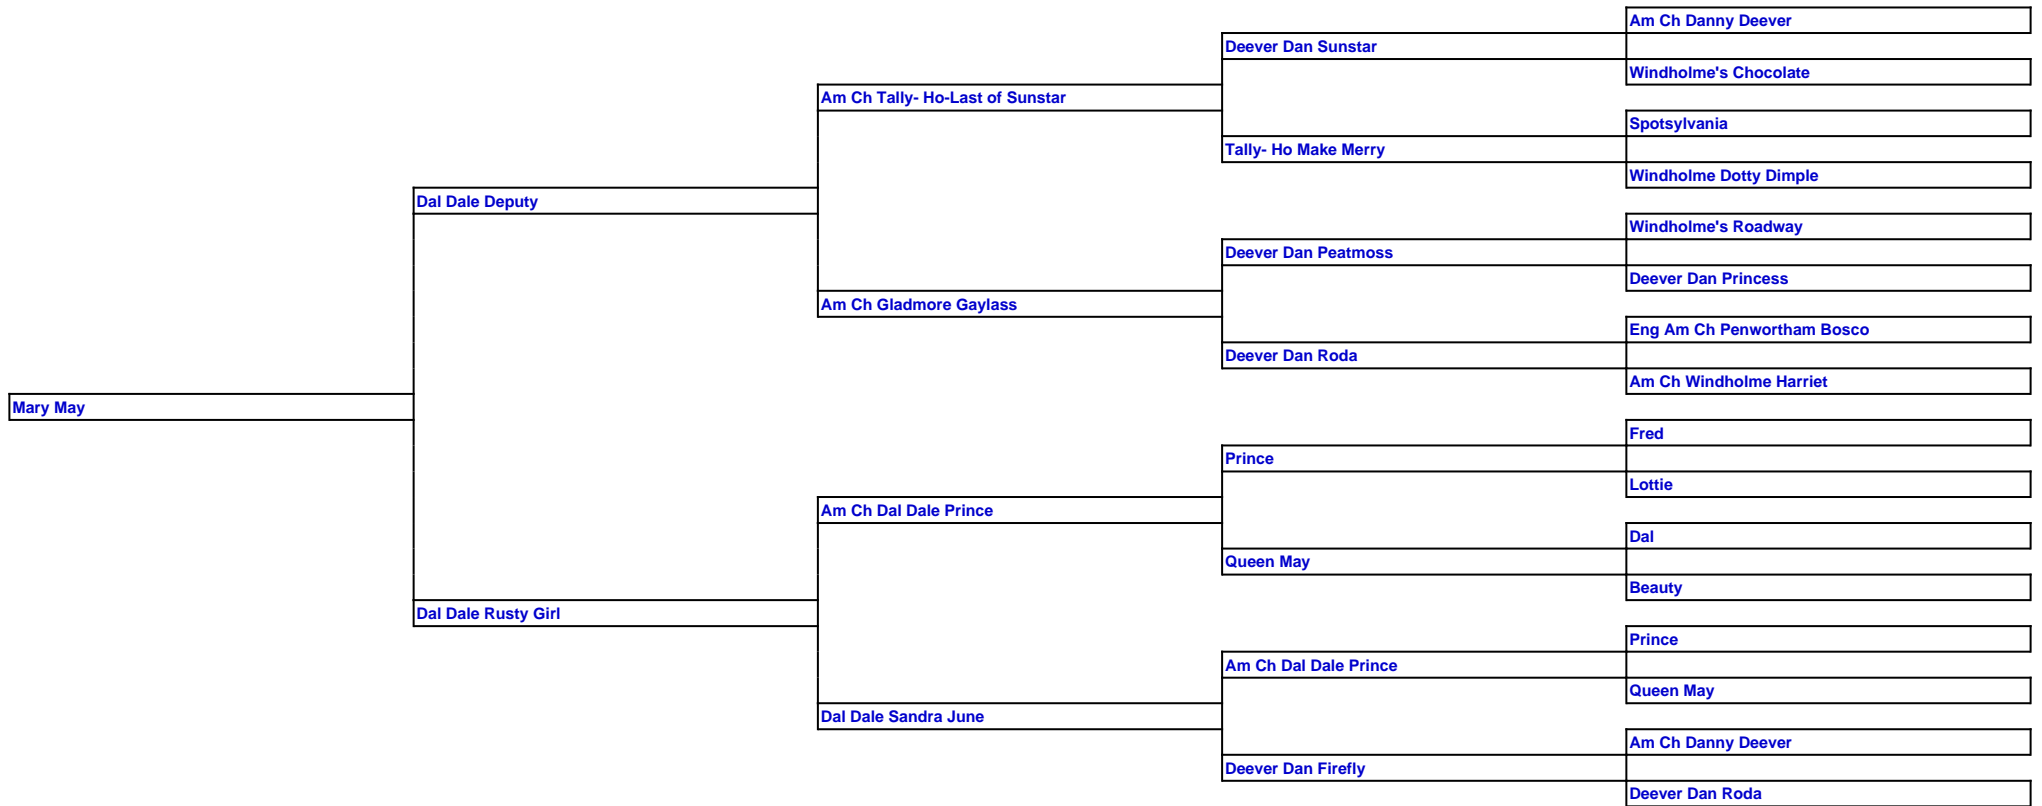 Am Ch Danny Deever
Deever Dan Sunstar
Windholme's Chocolate
Am Ch Tally- Ho-Last of Sunstar
Spotsylvania
Tally- Ho Make Merry
Windholme Dotty Dimple
Dal Dale Deputy
Windholme's Roadway
Deever Dan Peatmoss
Deever Dan Princess
Am Ch Gladmore Gaylass
Eng Am Ch Penwortham Bosco
Deever Dan Roda
Am Ch Windholme Harriet
Mary May
Fred
Prince
Lottie
Am Ch Dal Dale Prince
Dal
Queen May
Beauty
Dal Dale Rusty Girl
Prince
Am Ch Dal Dale Prince
Queen May
Dal Dale Sandra June
Am Ch Danny Deever
Deever Dan Firefly
Deever Dan Roda